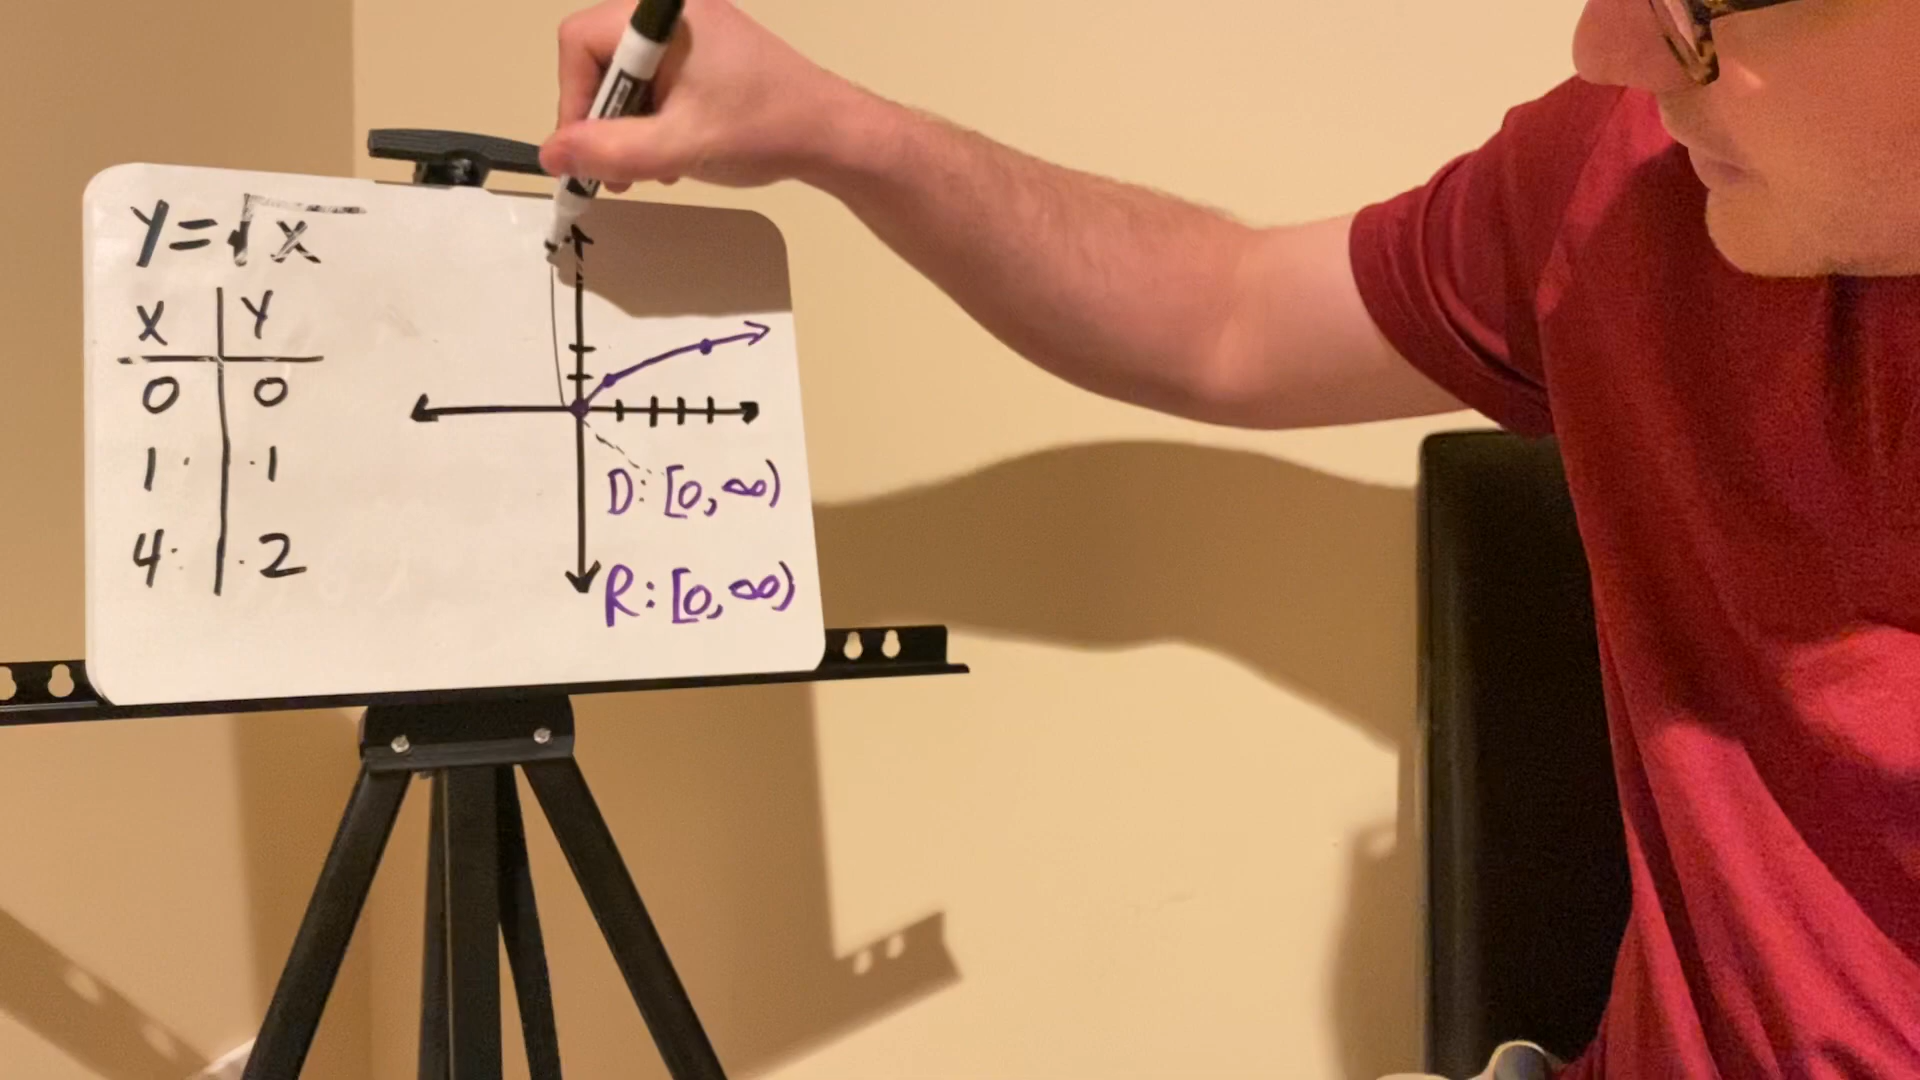 Y=√x
X Y
0 0
1 1
4 2
D: [0,∞)
R: [0,∞)